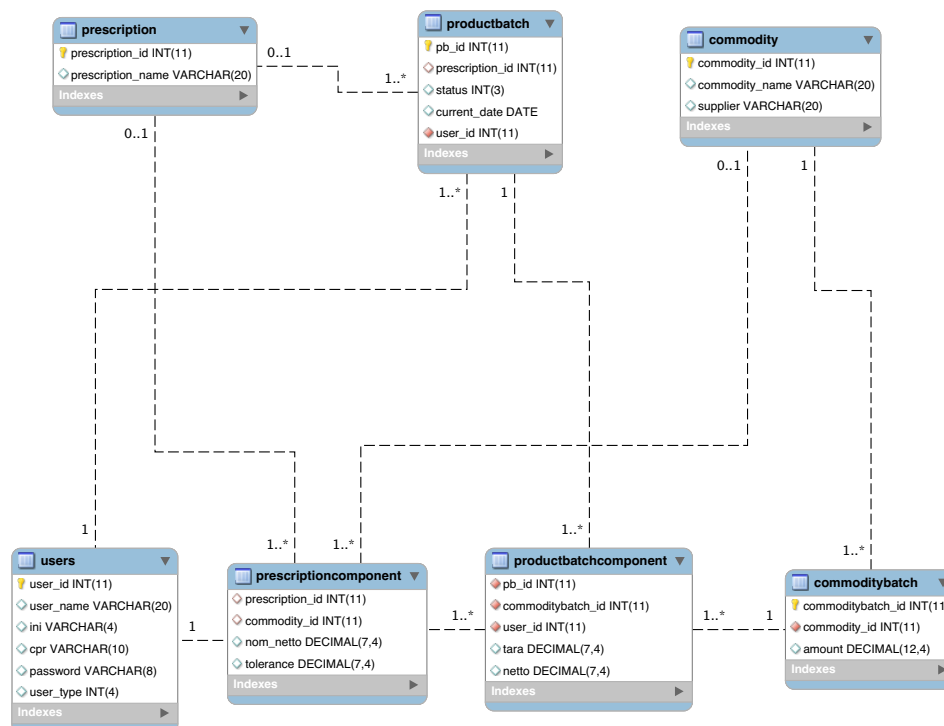 prescription
prescription_id INT(11)
prescription_name VARCHAR(20)
Indexes
0..1
0..1
1..*
productbatch
pb_id INT(11)
prescription_id INT(11)
status INT(3)
current_date DATE
user_id INT(11)
Indexes
1..*
1
commodity
commodity_id INT(11)
commodity_name VARCHAR(20)
supplier VARCHAR(20)
Indexes
0..1
1
1
users
user_id INT(11)
user_name VARCHAR(20)
ini VARCHAR(4)
cpr VARCHAR(10)
password VARCHAR(8)
user_type INT(4)
Indexes
1
1..*
1..*
prescriptioncomponent
prescription_id INT(11)
commodity_id INT(11)
nom_netto DECIMAL(7,4)
tolerance DECIMAL(7,4)
Indexes
1..*
1..*
productbatchcomponent
pb_id INT(11)
commoditybatch_id INT(11)
user_id INT(11)
tara DECIMAL(7,4)
netto DECIMAL(7,4)
Indexes
1..*
1
1..*
commoditybatch
commoditybatch_id INT(11
commodity_id INT(11)
amount DECIMAL(12,4)
Indexes